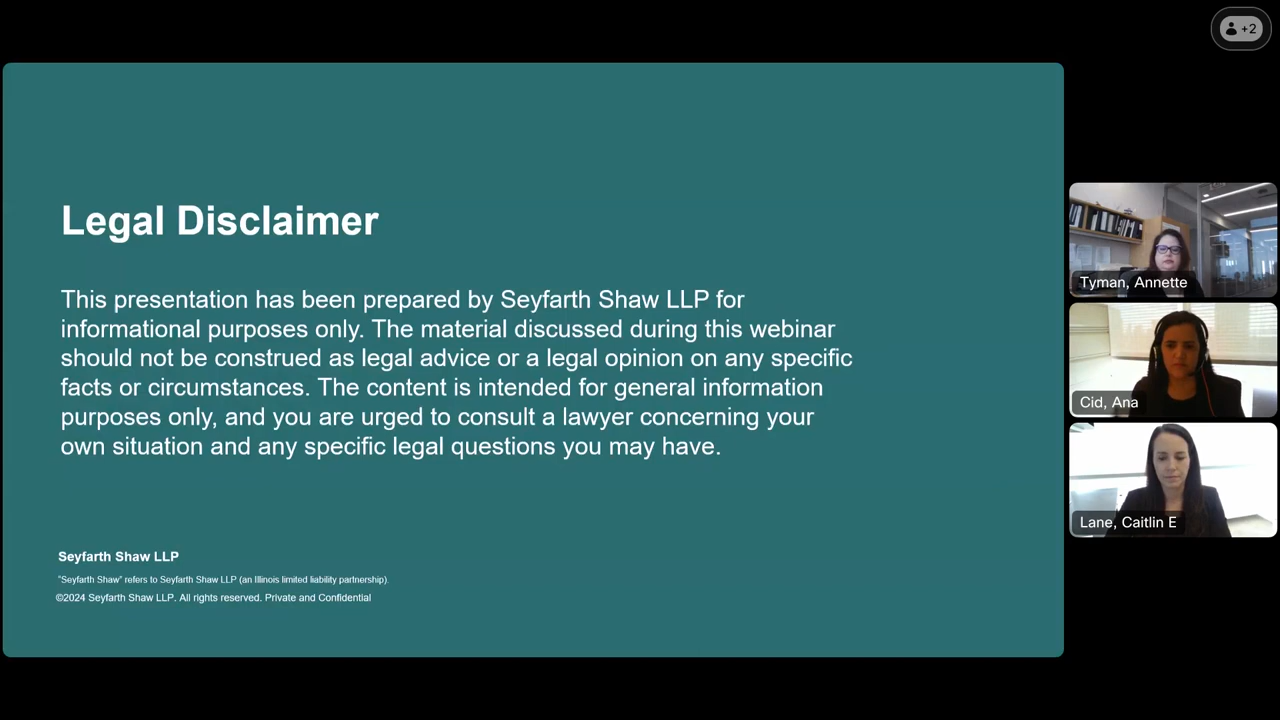 +2
Legal Disclaimer
This presentation has been prepared by Seyfarth Shaw LLP for
informational purposes only. The material discussed during this webinar
should not be construed as legal advice or a legal opinion on any specific
facts or circumstances. The content is intended for general information
purposes only, and you are urged to consult a lawyer concerning your
own situation and any specific legal questions you may have.
Seyfarth Shaw LLP
"Seyfarth Shaw" refers to Seyfarth Shaw LLP (an Illinois limited liability partnership).
©2024 Seyfarth Shaw LLP. All rights reserved. Private and Confidential
Tyman, Annette
Cid, Ana
Lane, Caitlin E